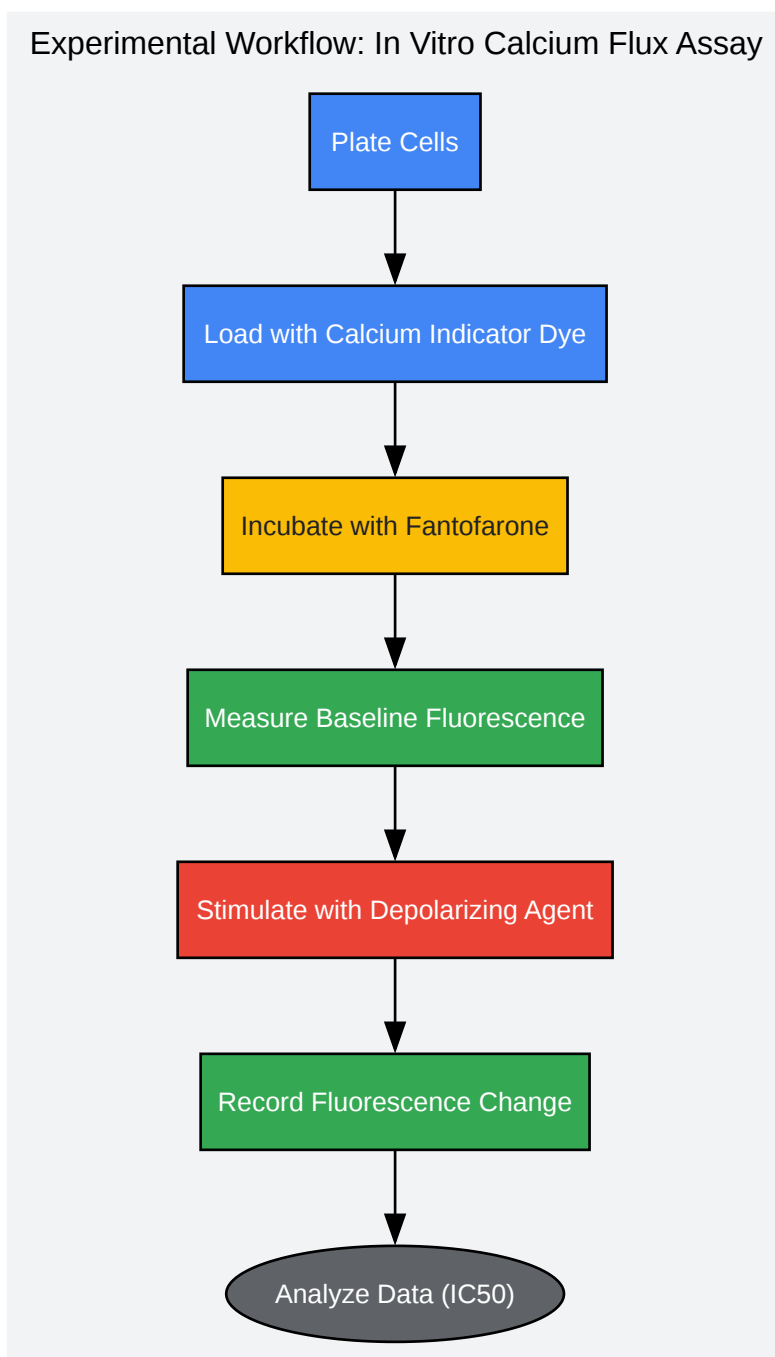 Experimental Workflow: In Vitro Calcium Flux Assay
Plate Cells
Load with Calcium Indicator Dye
Incubate with Fantofarone
Measure Baseline Fluorescence
Stimulate with Depolarizing Agent
Record Fluorescence Change
Analyze Data (IC50)